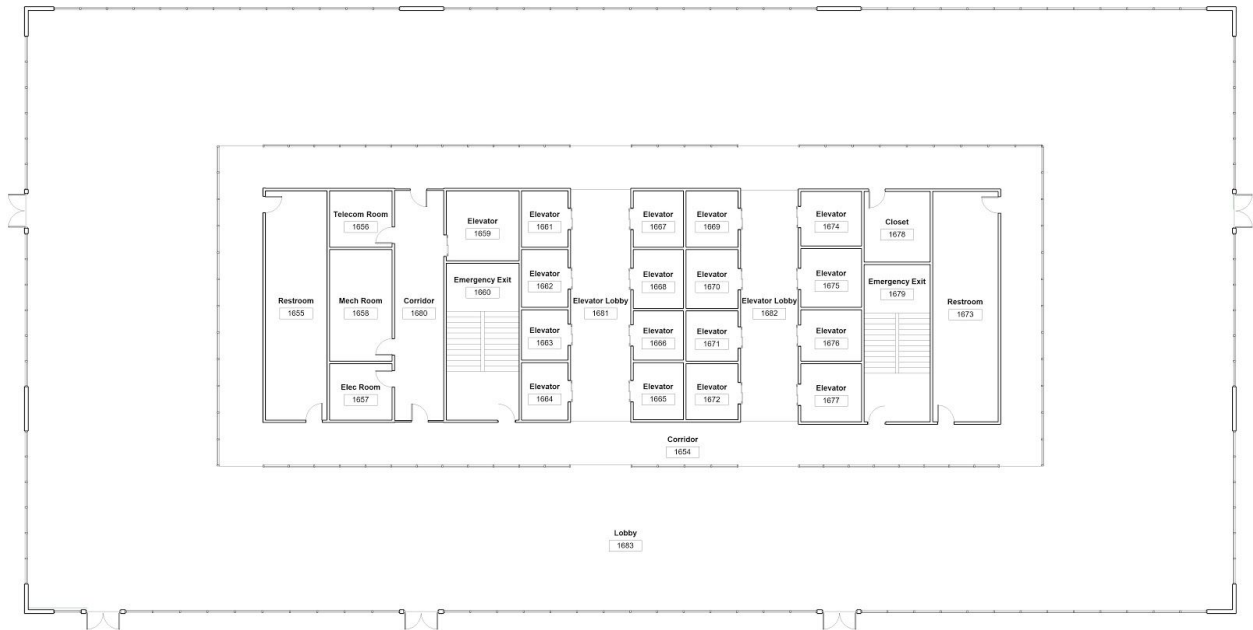 Telecom Room
1656
Elevator
1659
Elevator
1661
Elevator
1667
Elevator
1669
Elevator
1674
Closet
1678
Elevator
1662
Elevator
1668
Elevator
1670
Elevator
1675
Emergency Exit
1660
Emergency Exit
1679
Restroom
1655
Mech Room
1658
Corridor
1680
Elevator Lobby
1681
Elevator Lobby
1682
Restroom
1673
Elevator
1663
Elevator
1666
Elevator
1671
Elevator
1676
Elec Room
1657
Elevator
1664
Elevator
1665
Elevator
1672
Elevator
1677
Corridor
1654
Lobby
1683